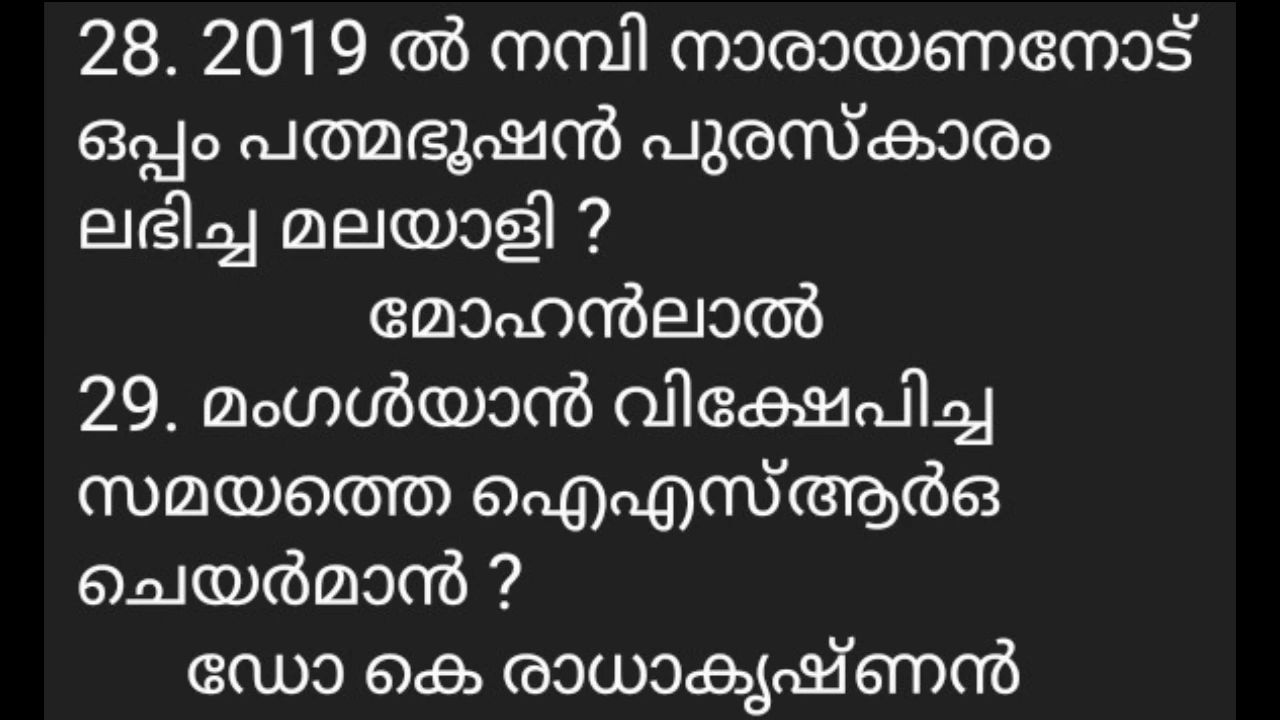 28. 2019 ൽ നമ്പി നാരായണനോട്
ഒപ്പം പത്മഭൂഷൻ പുരസ്കാരം
ലഭിച്ച മലയാളി ?
മോഹൻലാൽ
29. മംഗൾയാൻ വിക്ഷേപിച്ച
സമയത്തെ ഐഎസ്ആർഒ
ചെയർമാൻ ?
ഡോ കെ രാധാകൃഷ്ണൻ